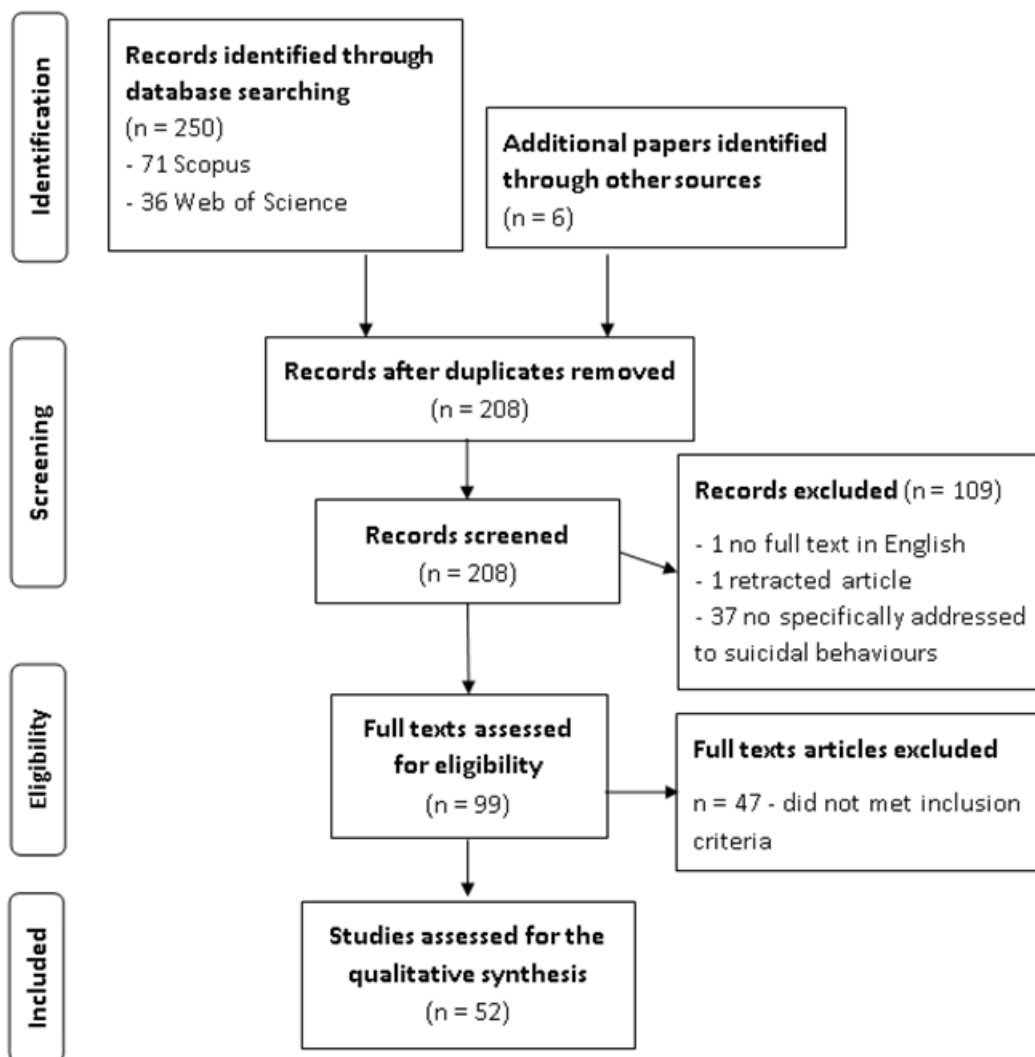 Identification
Records identified through
database searching
(n = 250)
- 71 Scopus
- 36 Web of Science
Additional papers identified
through other sources
(n = 6)
Screening
Records after duplicates removed
(n = 208)
Records screened
(n = 208)
Records excluded (n = 109)
- 1 no full text in English
- 1 retracted article
- 37 no specifically addressed
to suicidal behaviours
Eligibility
Full texts assessed
for eligibility
(n = 99)
Full texts articles excluded
n = 47 - did not met inclusion
criteria
Included
Studies assessed for the
qualitative synthesis
(n = 52)